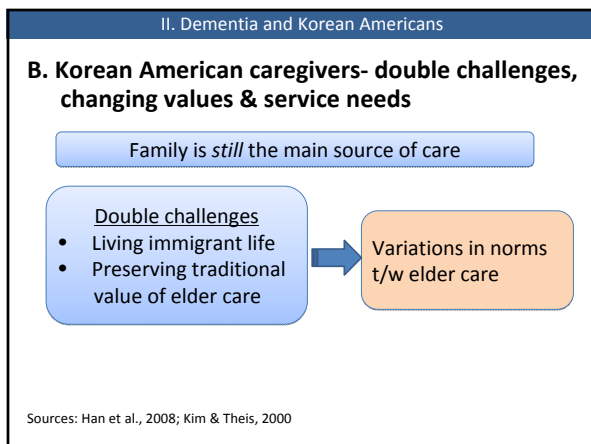 II. Dementia and Korean Americans
B. Korean American caregivers- double challenges,
changing values & service needs
Family is still the main source of care
Double challenges
• Living immigrant life
• Preserving traditional
value of elder care
Variations in norms
t/w elder care
Sources: Han et al., 2008; Kim & Theis, 2000